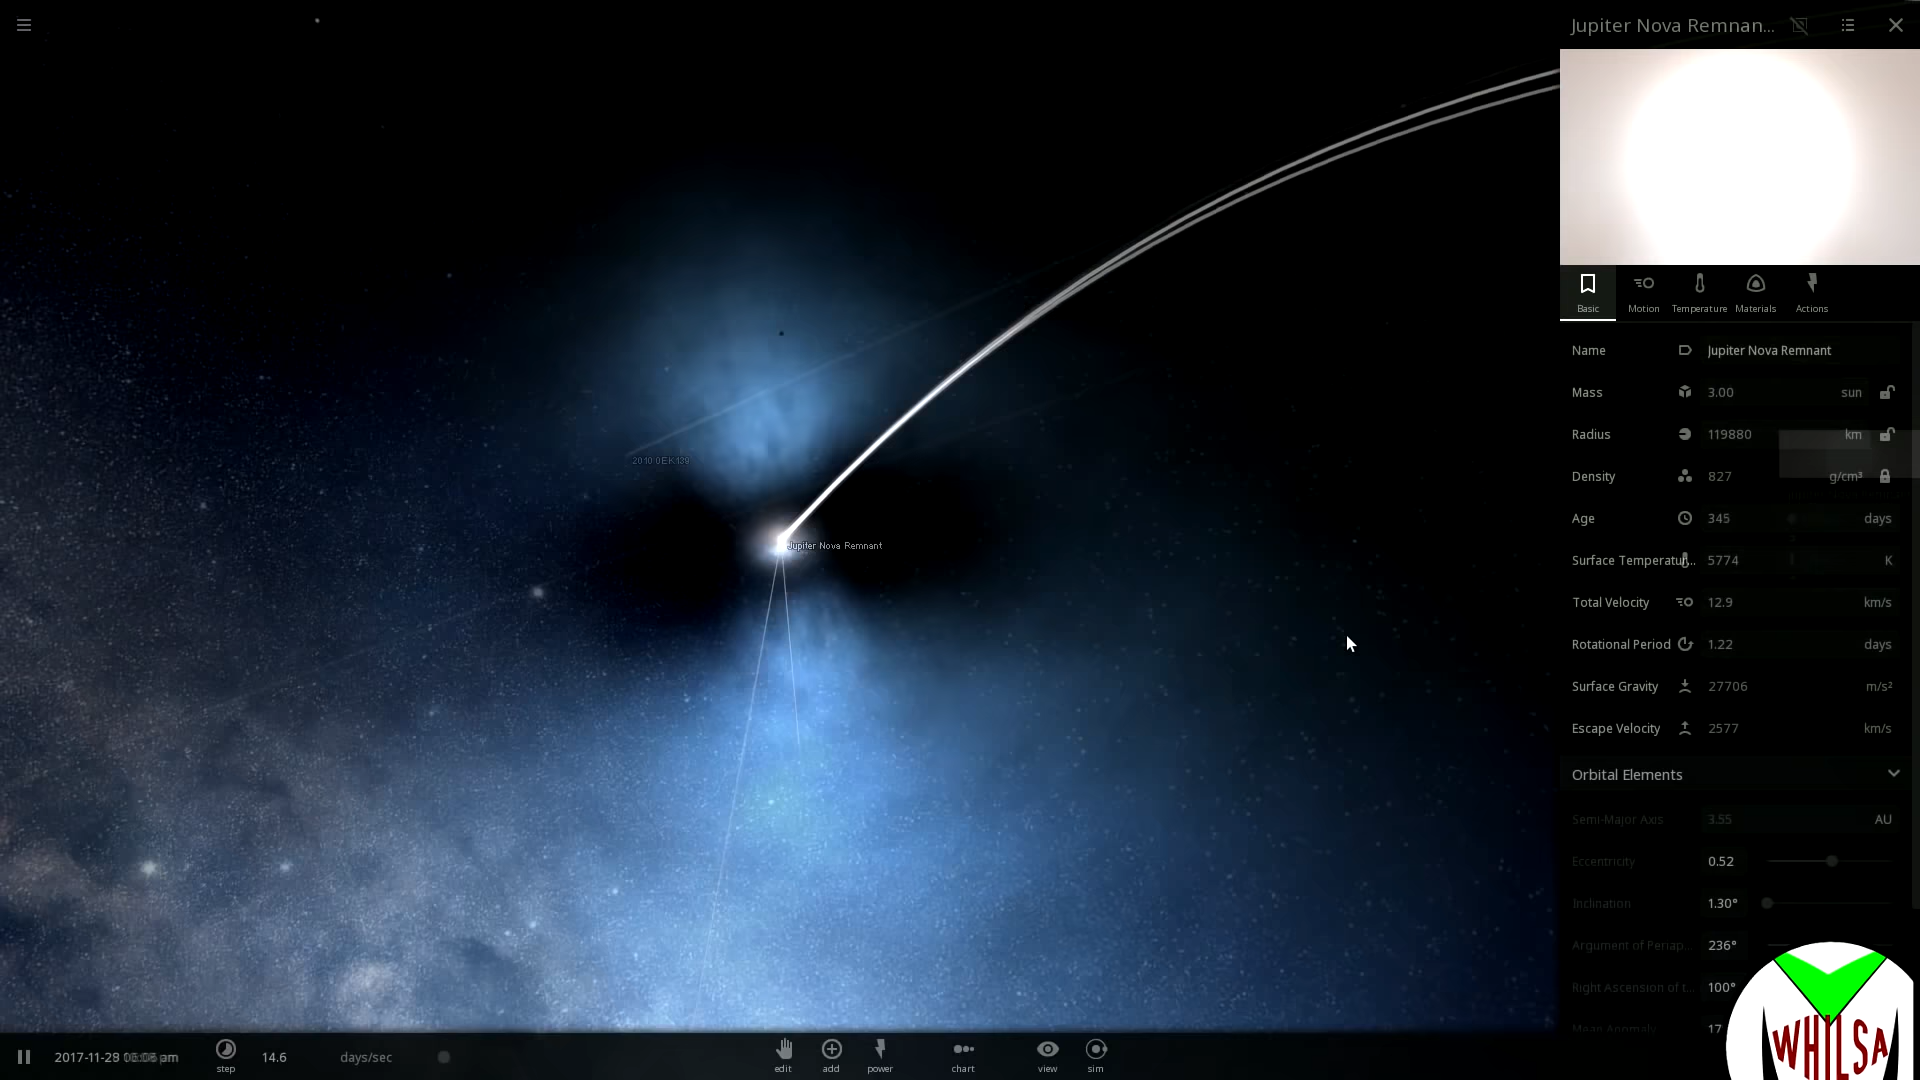 Jupiter Nova Remnan...
Basic
Motion
Temperature
Materials
Actions
Name Jupiter Nova Remnant
Mass 3.00 sun
Radius 119880 km
Density 827 g/cm³
Age 345 days
Surface Temperatur... 5774 K
Total Velocity 12.9 km/s
Rotational Period 1.22 days
Surface Gravity 27706 m/s²
Escape Velocity 2577 km/s
Orbital Elements
Semi-Major Axis 3.55 AU
Eccentricity 0.52
Inclination 1.30°
Argument of Periap... 236°
Right Ascension of t... 100°
Mean Anomaly 17
Jupiter Nova Remnant
WHILSA
2017-11-28
step
14.6 days/sec
edit
add
power
chart
view
sim